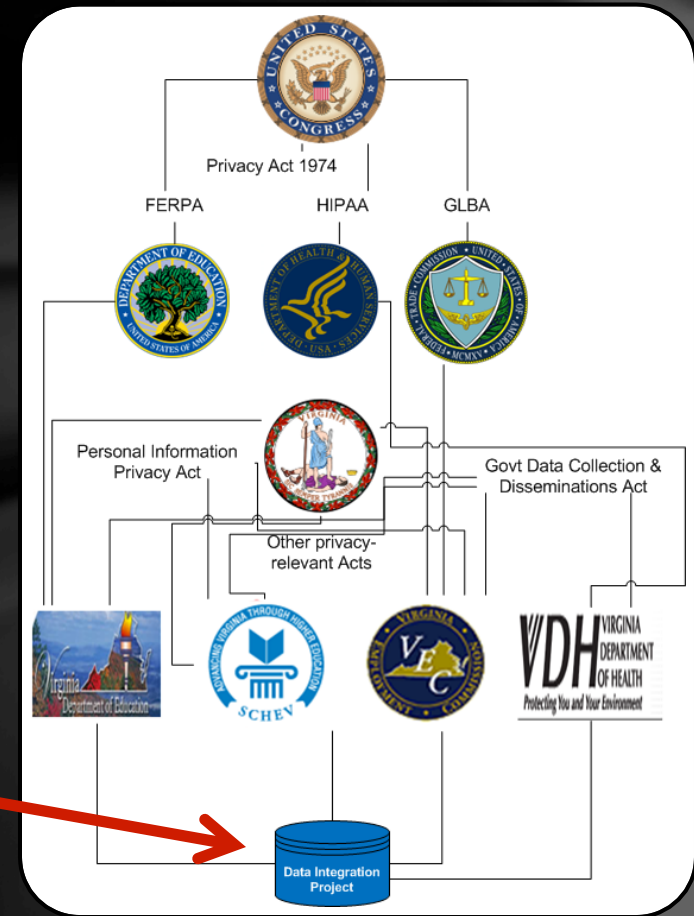 UNITED STATES
CONGRESS
Privacy Act 1974
FERPA
HIPAA
GLBA
DEPARTMENT OF EDUCATION
UNITED STATES OF AMERICA
DEPARTMENT OF HEALTH & HUMAN SERVICES · USA
FEDERAL TRADE COMMISSION • UNITED STATES OF AMERICA
MCMXV
VIRGINIA
Personal Information
Privacy Act
Govt Data Collection &
Disseminations Act
Other privacy-
relevant Acts
Virginia
Department of Education
ADVANCING VIRGINIA THROUGH HIGHER EDUCATION
SCHEV
VIRGINIA
EMPLOYMENT COMMISSION
VEC
VDH VIRGINIA
DEPARTMENT
OF HEALTH
Protecting You and Your Environment
Data Integration
Project